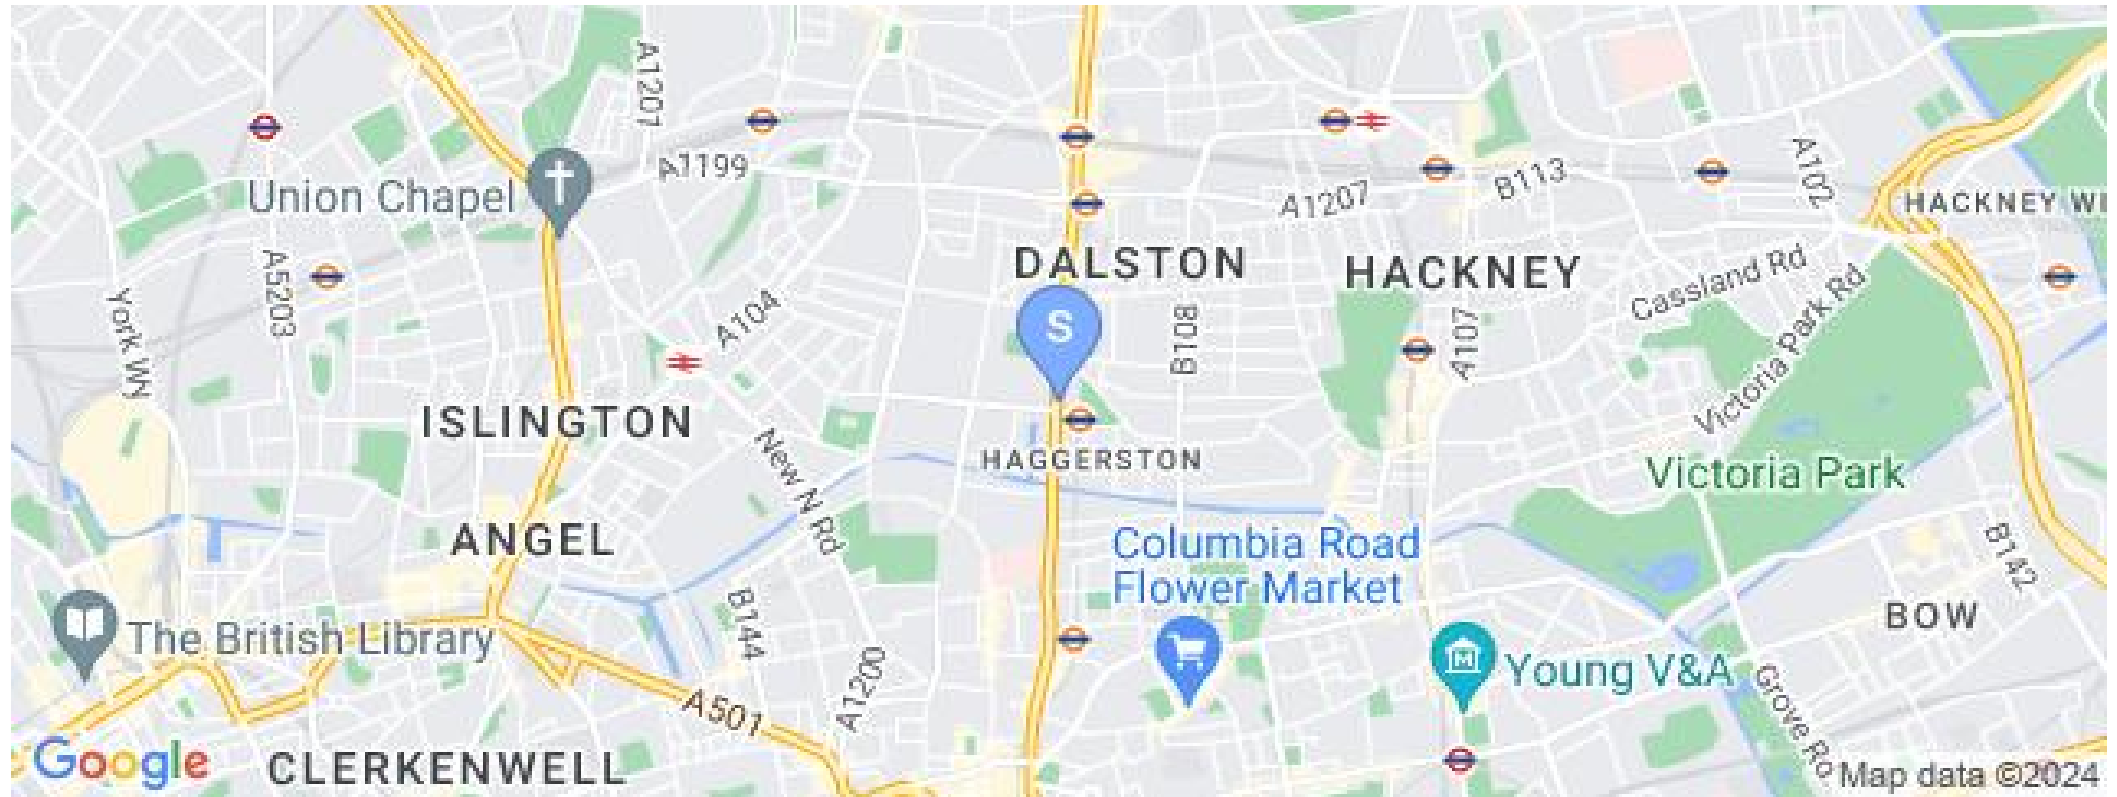 A1201
A1199
Union Chapel
A1207
B113
A102
HACKNEY WI
A5203
DALSTON
HACKNEY
Cassland Rd
York Wy
A104
S
B108
A107
Victoria Park Rd
ISLINGTON
New N Rd
HAGGERSTON
Victoria Park
ANGEL
Columbia Road
Flower Market
B142
B144
BOW
The British Library
Young V&A
A1200
A501
Grove Rd
M
Google
CLERKENWELL
Map data ©2024